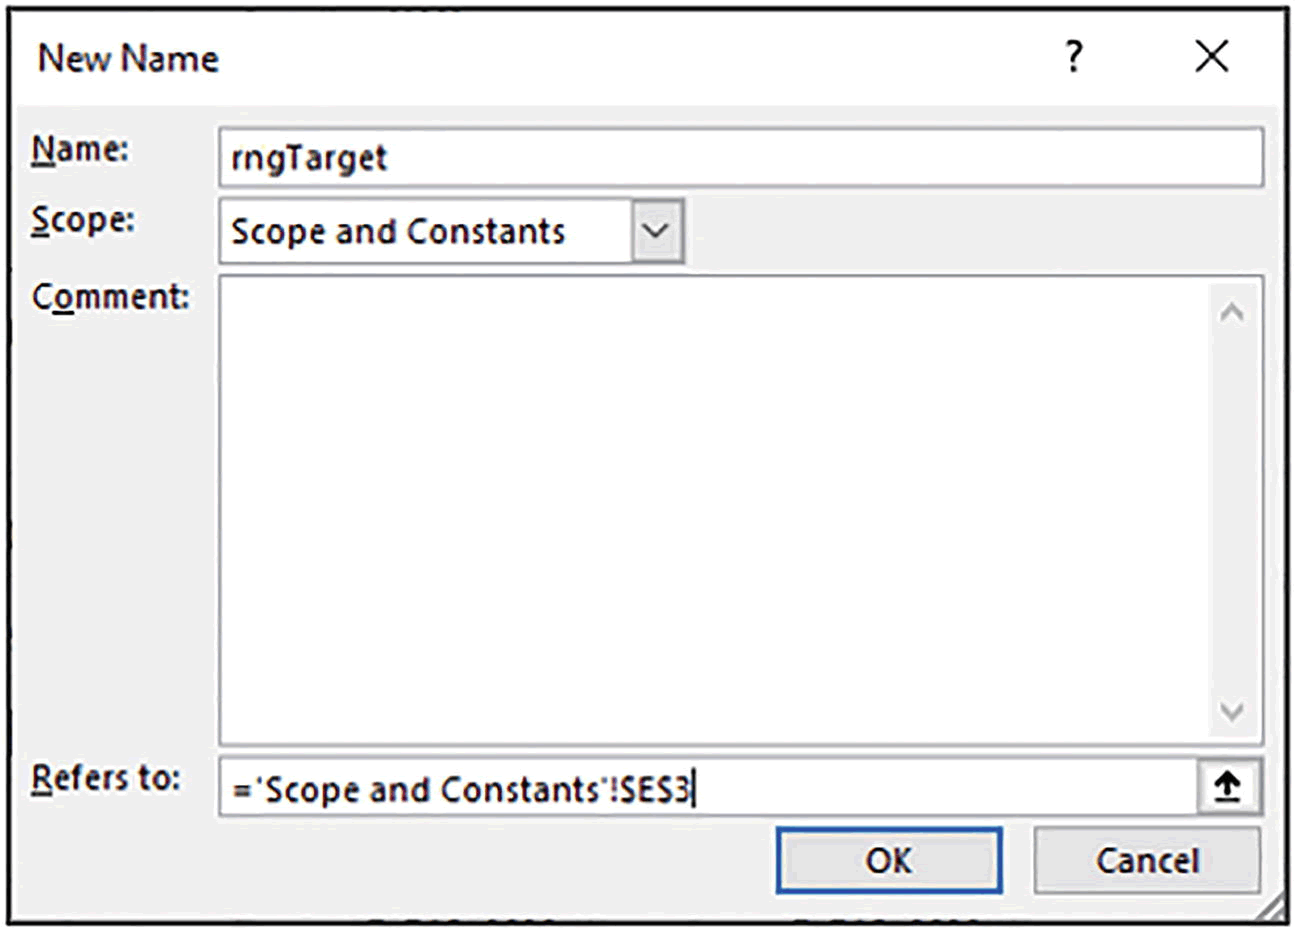 New Name
?
Name: rngTarget
Scope: Scope and Constants
Comment:
Refers to: ='Scope and Constants'!$E$3
OK Cancel